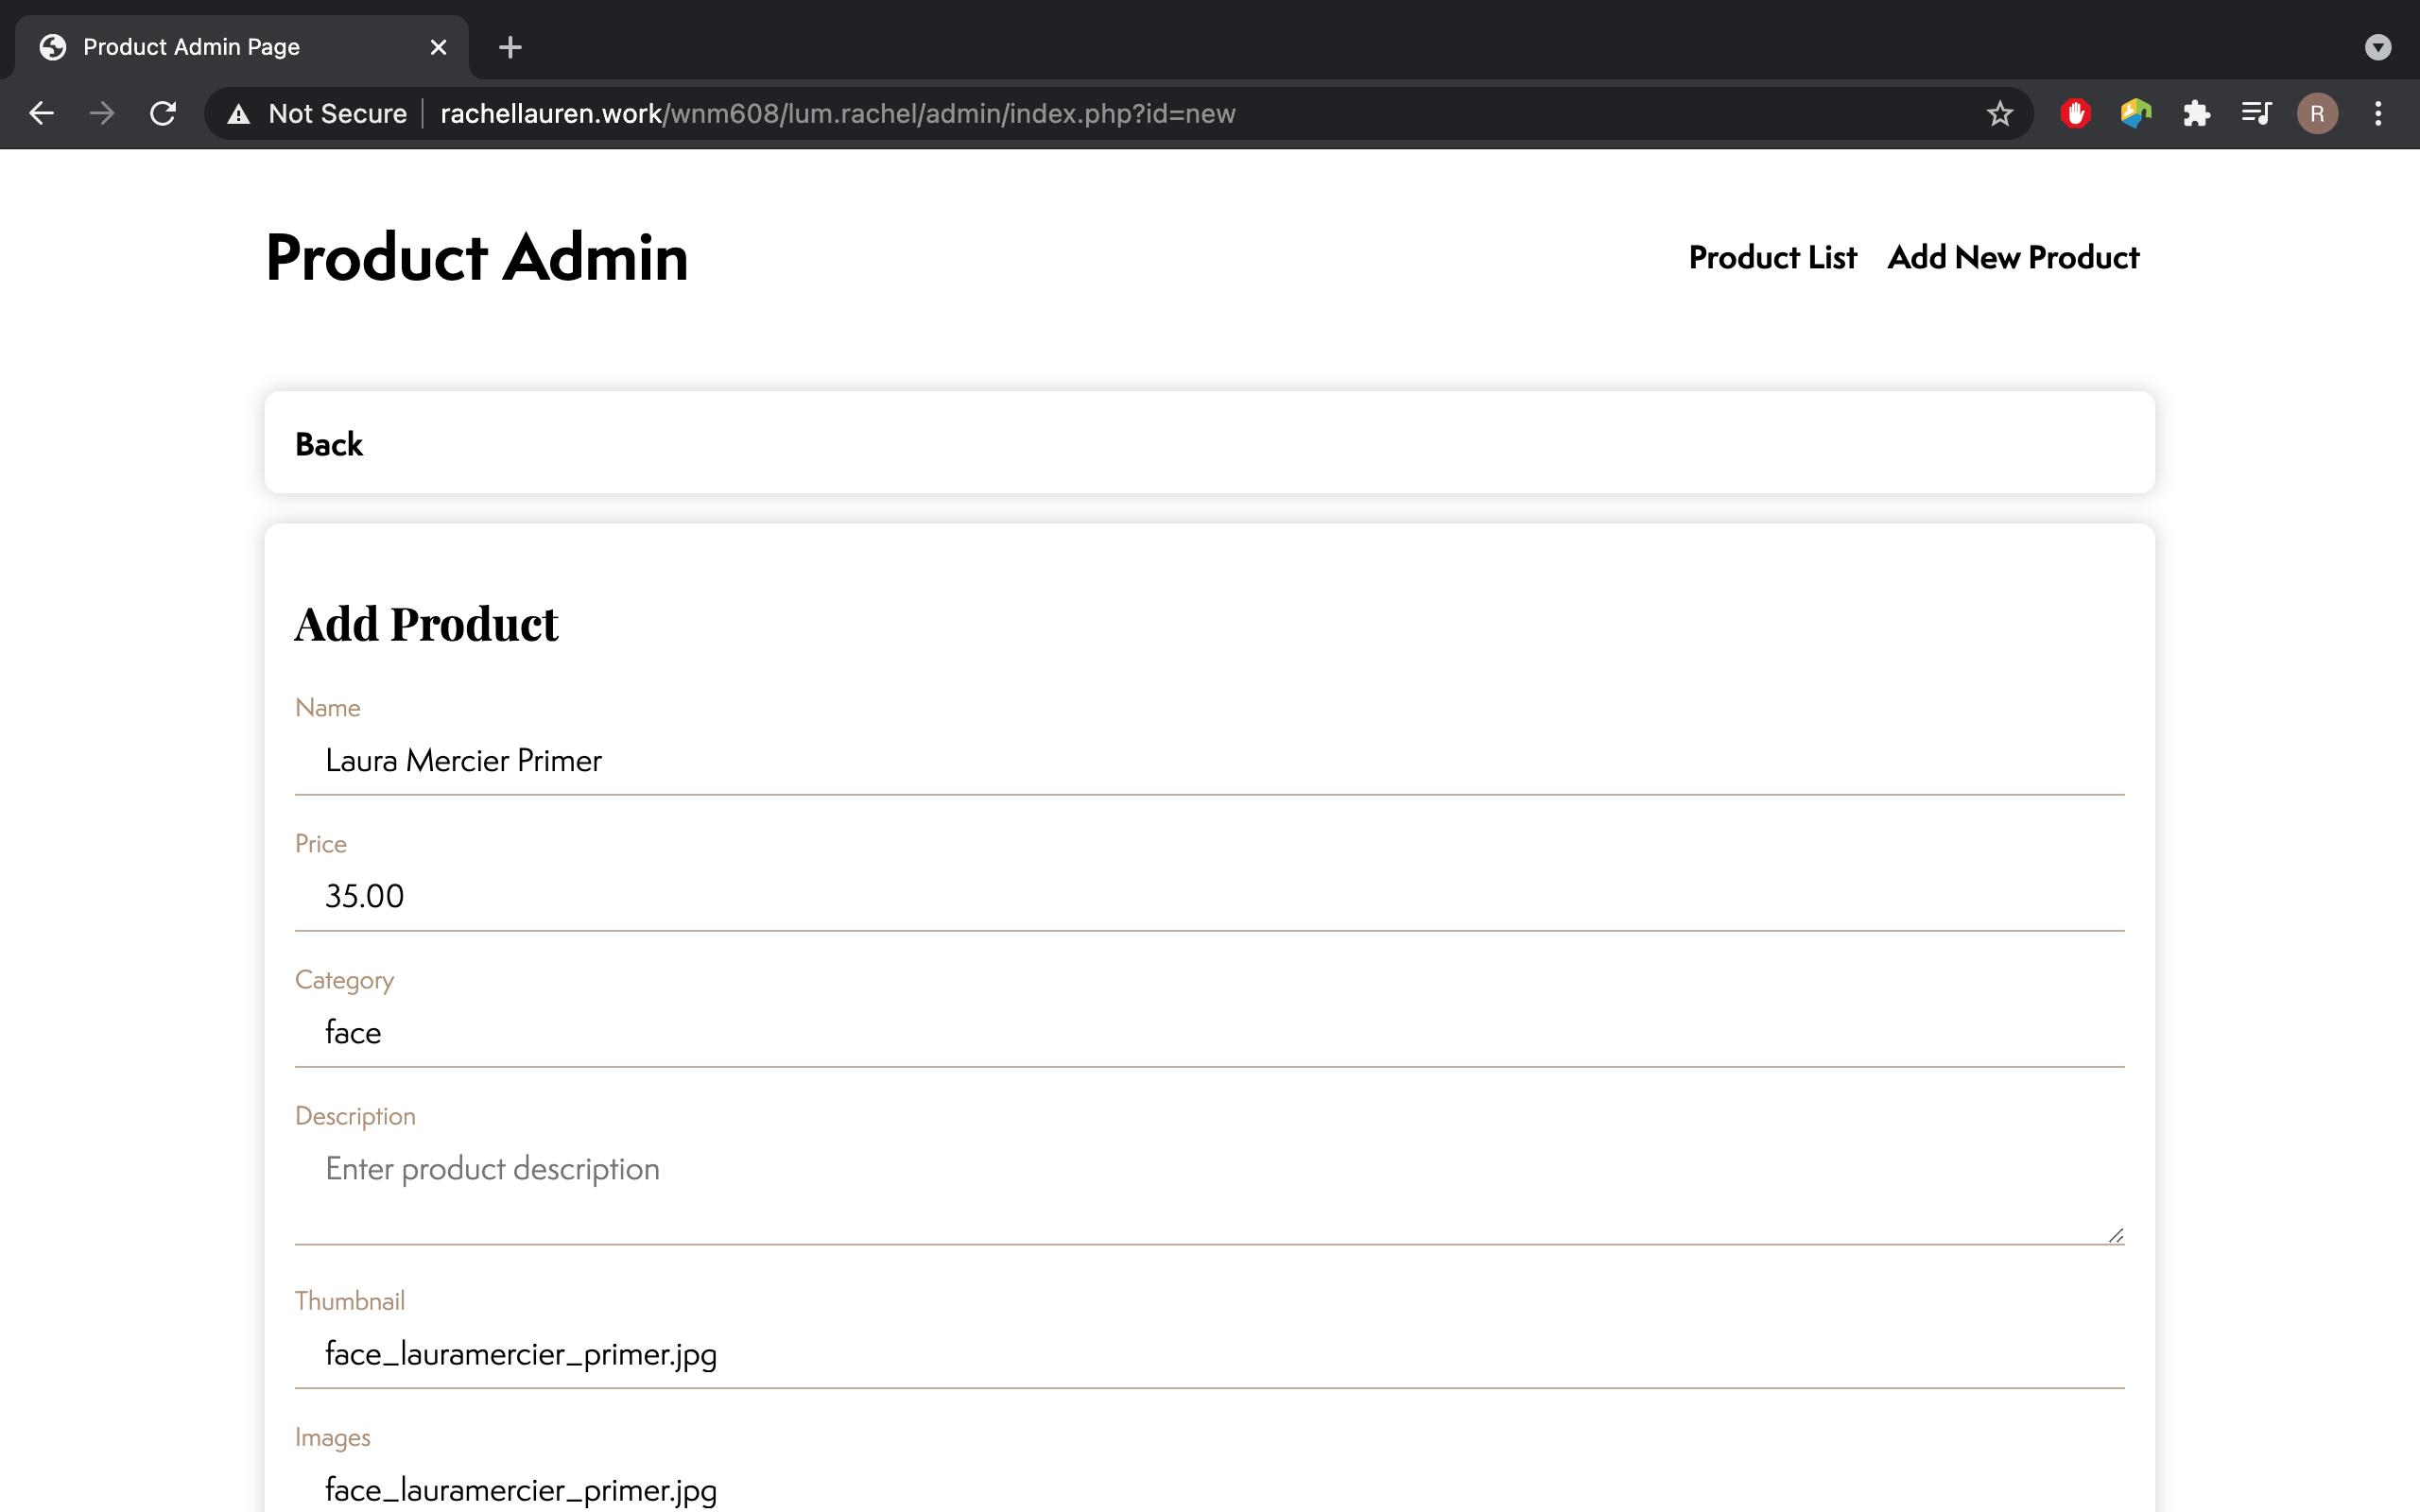 Product Admin Page
Not Secure rachellauren.work/wnm608/lum.rachel/admin/index.php?id=new
R
Product Admin
Product List Add New Product
Back
Add Product
Name
Laura Mercier Primer
Price
35.00
Category
face
Description
Enter product description
Thumbnail
face_lauramercier_primer.jpg
Images
face_lauramercier_primer.jpg